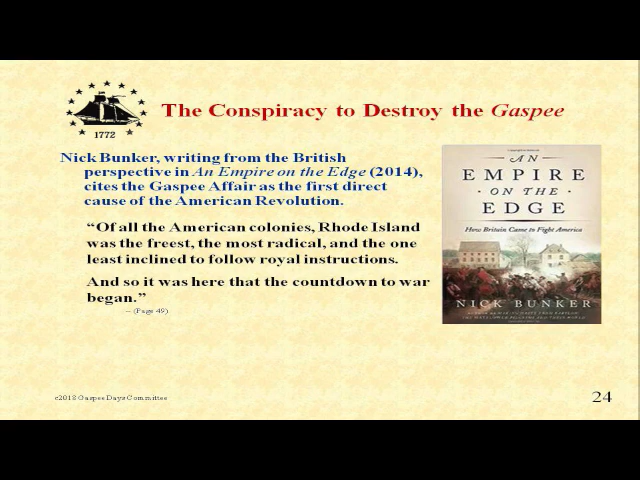 1772
The Conspiracy to Destroy the Gaspee
Nick Bunker, writing from the British
perspective in An Empire on the Edge (2014),
cites the Gaspee Affair as the first direct
cause of the American Revolution.
“Of all the American colonies, Rhode Island
was the freest, the most radical, and the one
least inclined to follow royal instructions.
And so it was here that the countdown to war
began.”
– (Page 49)
AN
EMPIRE
ON THE
EDGE
How Britain Came to Fight America
NICK BUNKER
c2018 Gaspee Days Committee
24